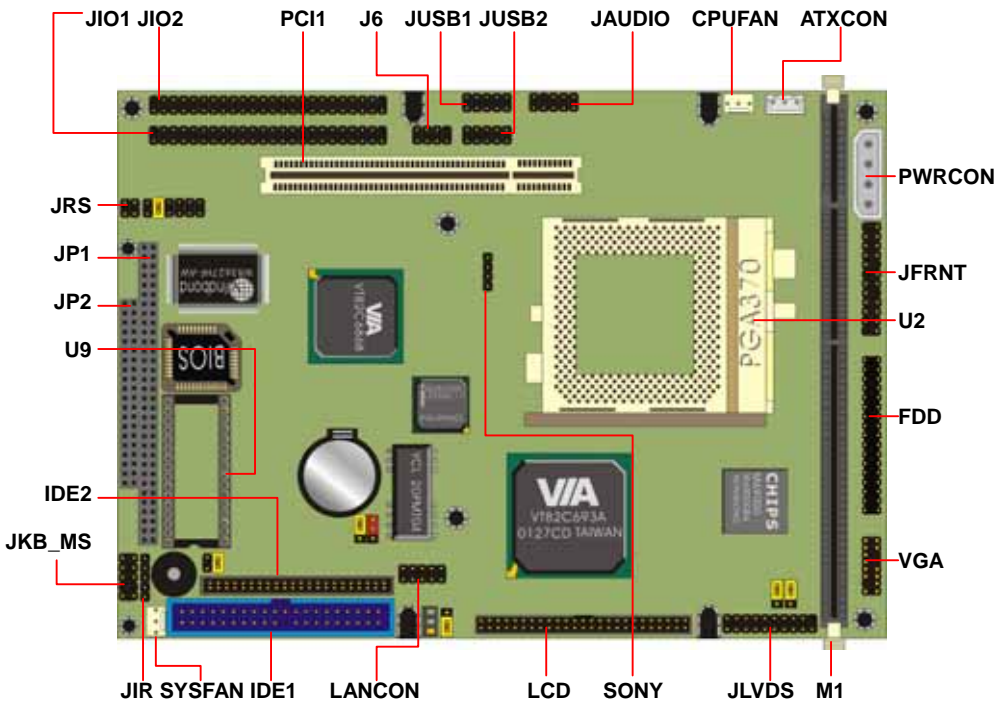 JIO1 JIO2 PCI1 J6 JUSB1 JUSB2 JAUDIO CPUFAN ATXCON
PWRCON
JRS
JP1
JFRNT
JP2
PGA370
U2
U9
VIA
BIOS
FDD
IDE2
VIA
VT82C693A
0127CD TAIWAN
CHIPS
JKB_MS
VGA
JIR SYSFAN IDE1 LANCON LCD SONY JLVDS M1